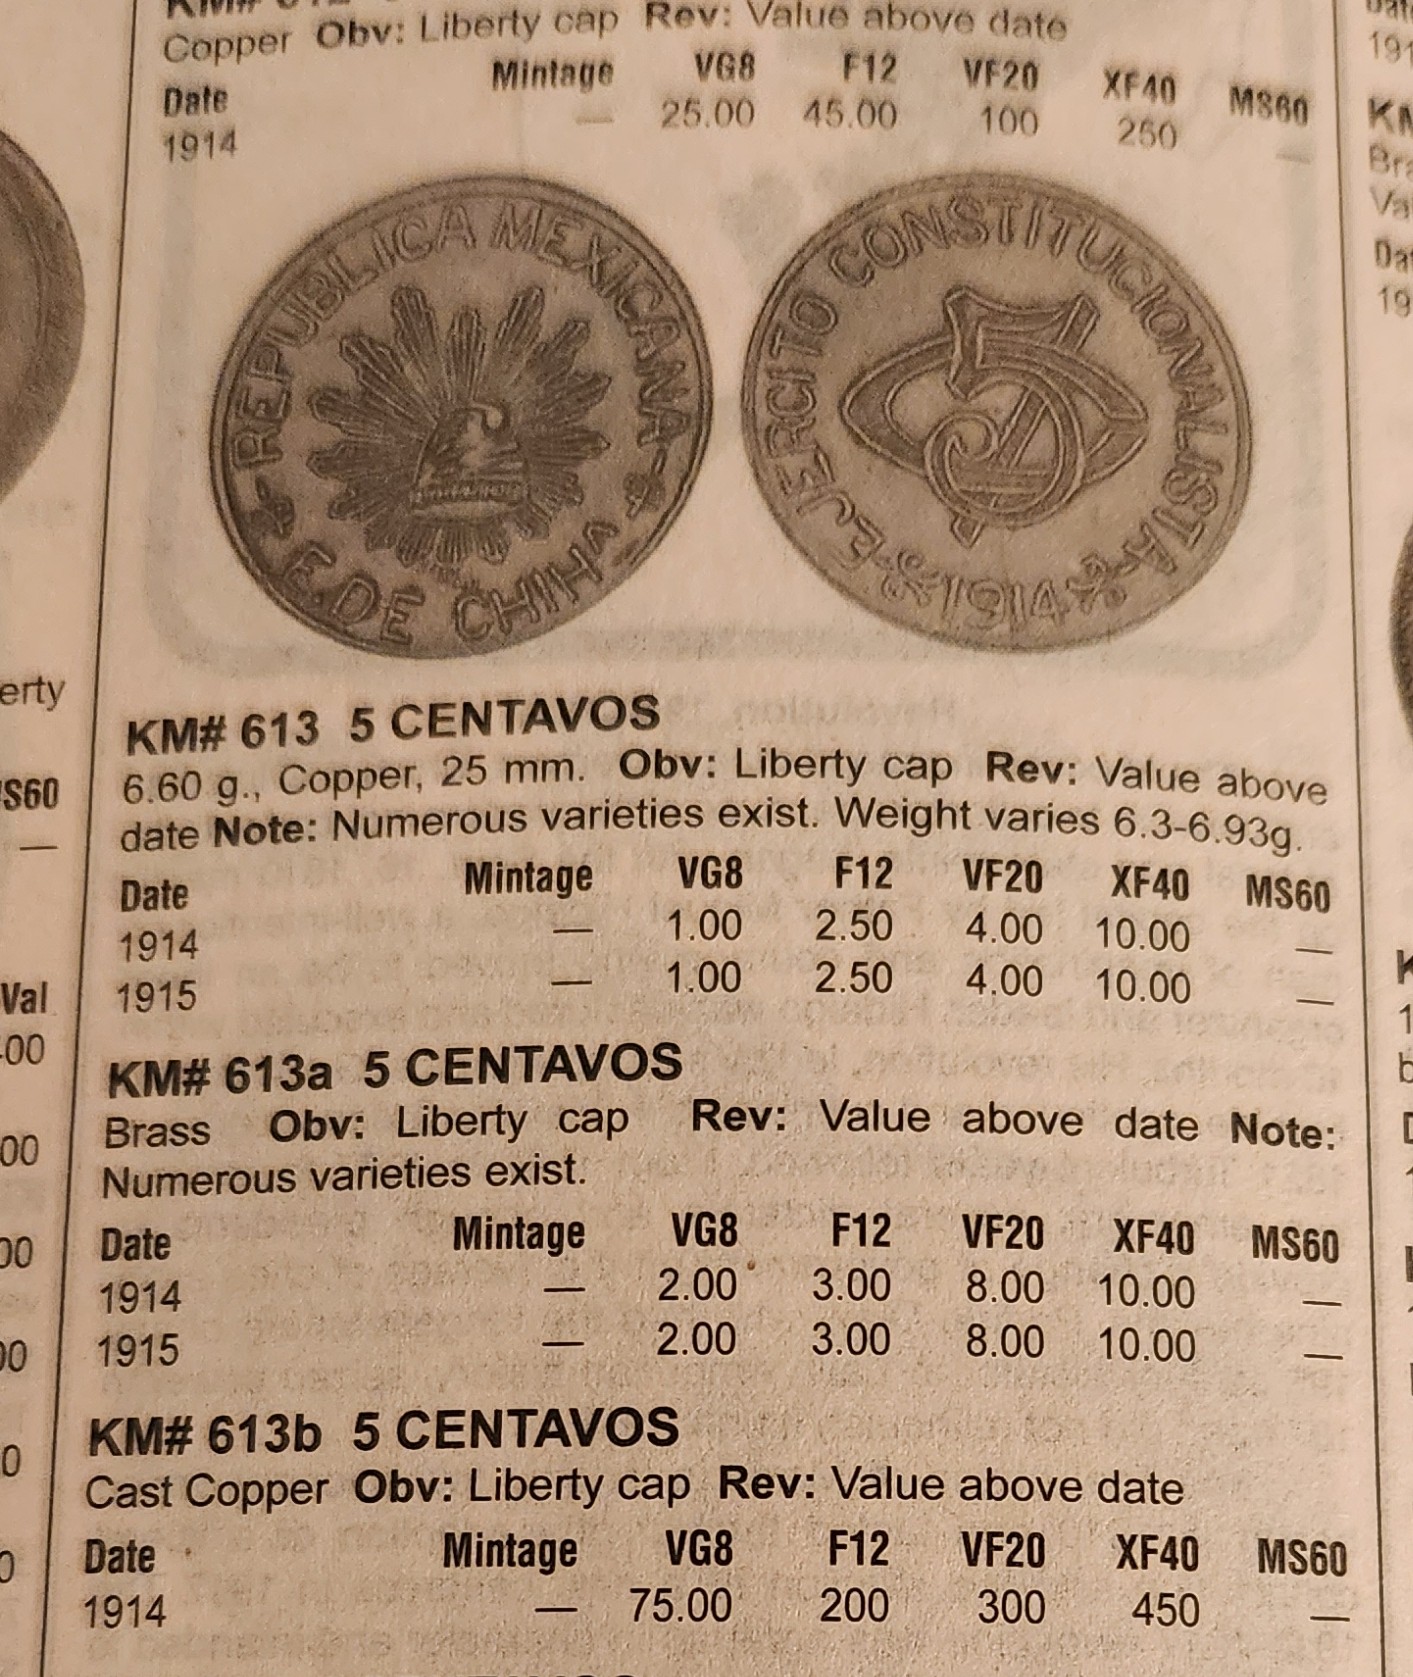 Copper Obv: Liberty cap Rev: Value above date
Date Mintage VG8 F12 VF20 XF40 MS60
1914 — 25.00 45.00 100 250 —
REPUBLICA MEXICANA
E. DE CHIHA
EJERCITO CONSTITUCIONALISTA
5
1914
KM# 613 5 CENTAVOS
6.60 g., Copper, 25 mm. Obv: Liberty cap Rev: Value above
date Note: Numerous varieties exist. Weight varies 6.3-6.93g.
Date Mintage VG8 F12 VF20 XF40 MS60
1914 — 1.00 2.50 4.00 10.00 —
1915 — 1.00 2.50 4.00 10.00 —
KM# 613a 5 CENTAVOS
Brass Obv: Liberty cap Rev: Value above date Note:
Numerous varieties exist.
Date Mintage VG8 F12 VF20 XF40 MS60
1914 — 2.00 3.00 8.00 10.00 —
1915 — 2.00 3.00 8.00 10.00 —
KM# 613b 5 CENTAVOS
Cast Copper Obv: Liberty cap Rev: Value above date
Date Mintage VG8 F12 VF20 XF40 MS60
1914 — 75.00 200 300 450 —